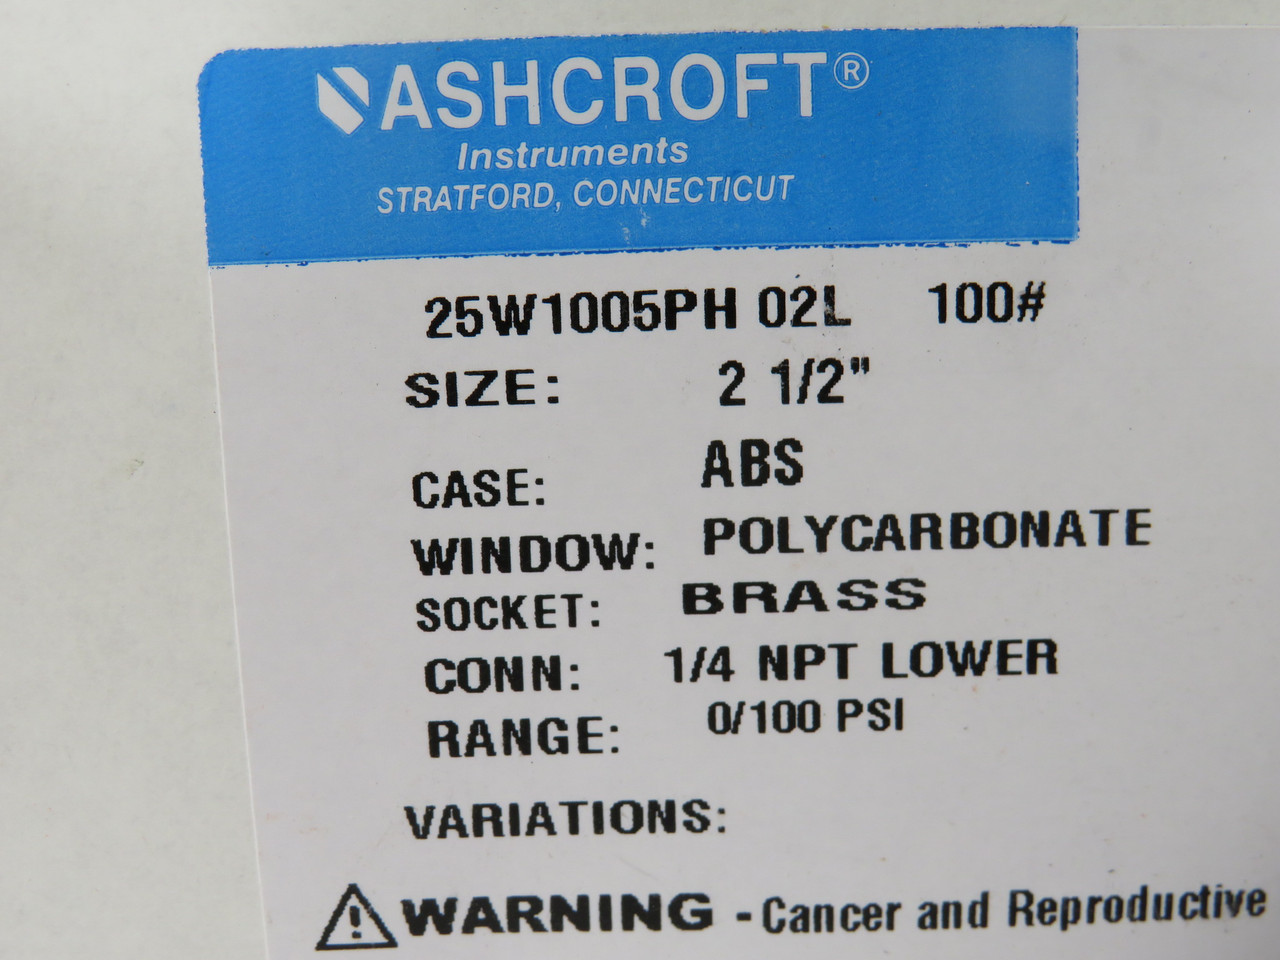 ASHCROFT®
Instruments
STRATFORD, CONNECTICUT
25W1005PH 02L 100#
SIZE: 2 1/2"
CASE: ABS
WINDOW: POLYCARBONATE
SOCKET: BRASS
CONN: 1/4 NPT LOWER
RANGE: 0/100 PSI
VARIATIONS:
WARNING - Cancer and Reproductive